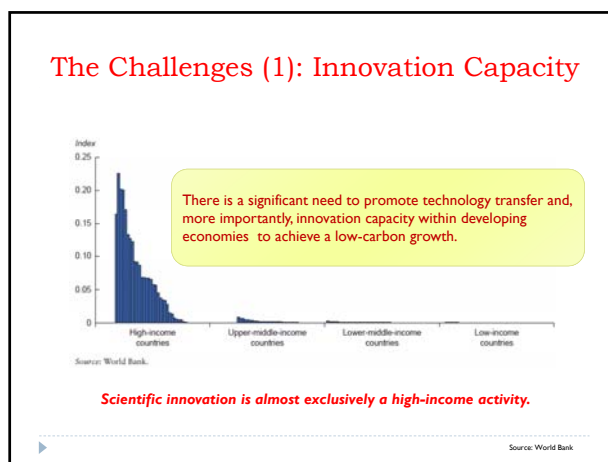 The Challenges (1): Innovation Capacity
Index
0.25
0.20
0.15
0.10
0.05
0
There is a significant need to promote technology transfer and,
more importantly, innovation capacity within developing
economies to achieve a low-carbon growth.
High-income
countries
Upper-middle-income
countries
Lower-middle-income
countries
Low-income
countries
Source: World Bank.
Scientific innovation is almost exclusively a high-income activity.
Source: World Bank